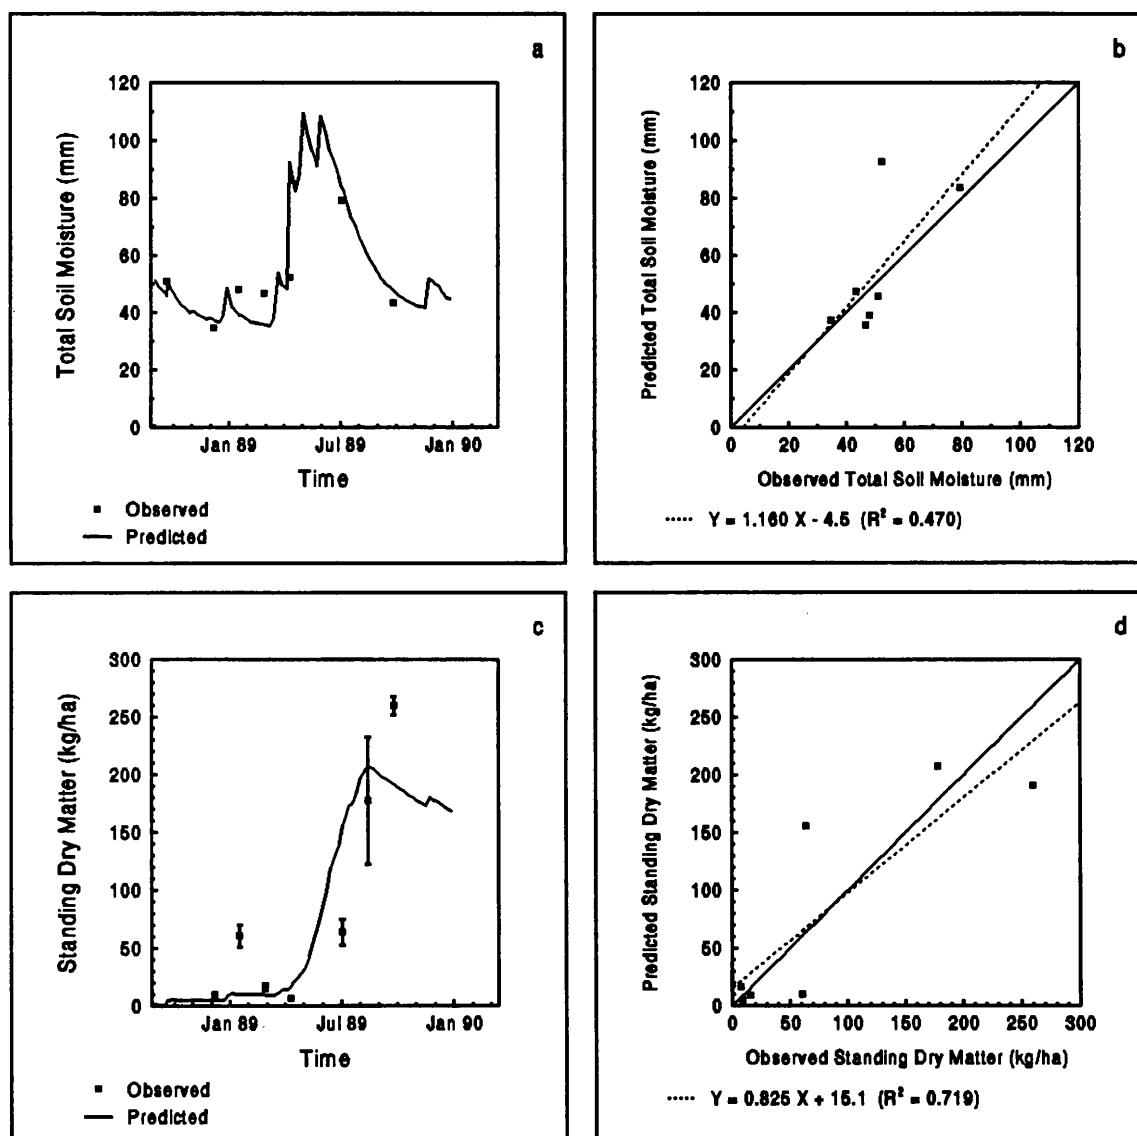 a
Total Soil Moisture (mm)
120
100
80
60
40
20
0
Jan 89 Jul 89 Jan 90
Time
Observed
Predicted
b
Predicted Total Soil Moisture (mm)
120
100
80
60
40
20
0
0 20 40 60 80 100 120
Observed Total Soil Moisture (mm)
Y = 1.160 X - 4.5 (R² = 0.470)
c
Standing Dry Matter (kg/ha)
300
250
200
150
100
50
0
Jan 89 Jul 89 Jan 90
Time
Observed
Predicted
d
Predicted Standing Dry Matter (kg/ha)
300
250
200
150
100
50
0
0 50 100 150 200 250 300
Observed Standing Dry Matter (kg/ha)
Y = 0.825 X + 15.1 (R² = 0.719)